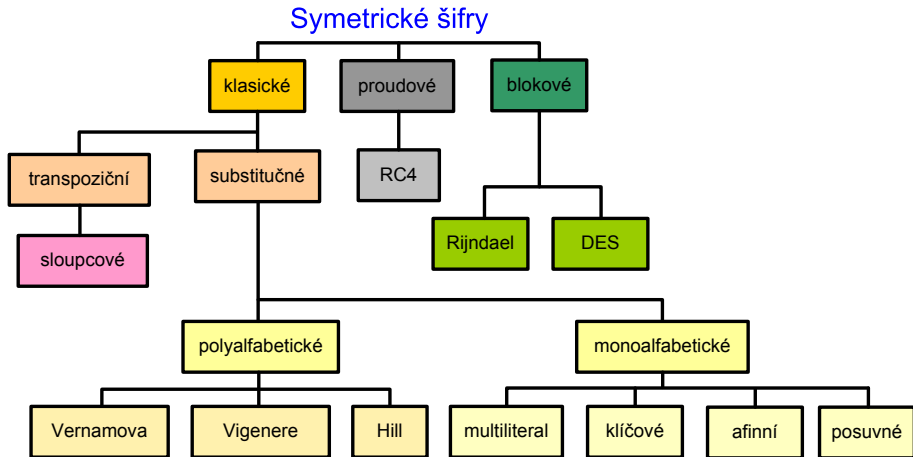 Symetrické šifry
klasické
proudové
blokové
transpoziční
substitučné
RC4
sloupcové
Rijndael
DES
polyalfabetické
monoalfabetické
Vernamova
Vigenere
Hill
multiliteral
klíčové
afinní
posuvné